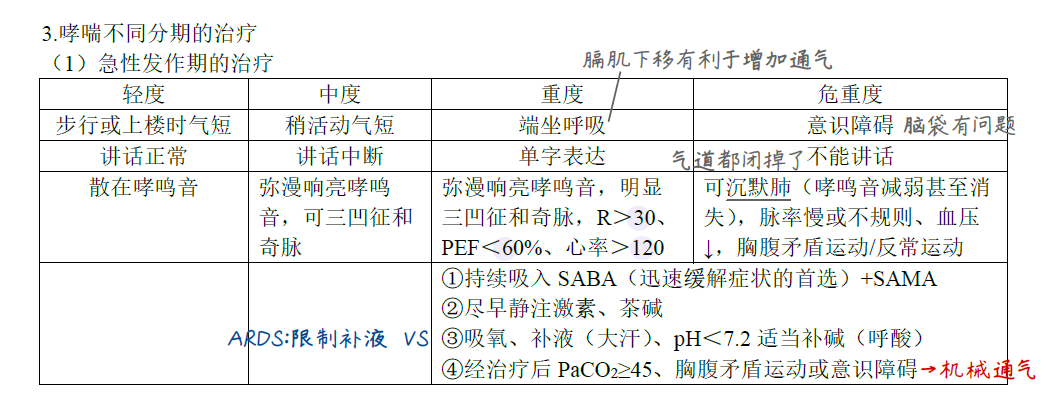 3.哮喘不同分期的治疗
（1）急性发作期的治疗
膈肌下移有利于增加通气
轻度 中度 重度 危重度
步行或上楼时气短 稍活动气短 端坐呼吸 意识障碍 脑袋有问题
讲话正常 讲话中断 单字表达 气道都闭掉了 不能讲话
散在哮鸣音 弥漫响亮哮鸣 弥漫响亮哮鸣音，明显 可沉默肺（哮鸣音减弱甚至消
音，可三凹征和 三凹征和奇脉，R＞30、 失），脉率慢或不规则、血压
奇脉 PEF＜60%、心率＞120 ↓，胸腹矛盾运动/反常运动
①持续吸入 SABA（迅速缓解症状的首选）+SAMA
②尽早静注激素、茶碱
ARDS:限制补液 VS ③吸氧、补液（大汗）、pH＜7.2 适当补碱（呼酸）
④经治疗后 PaCO₂≥45、胸腹矛盾运动或意识障碍→机械通气